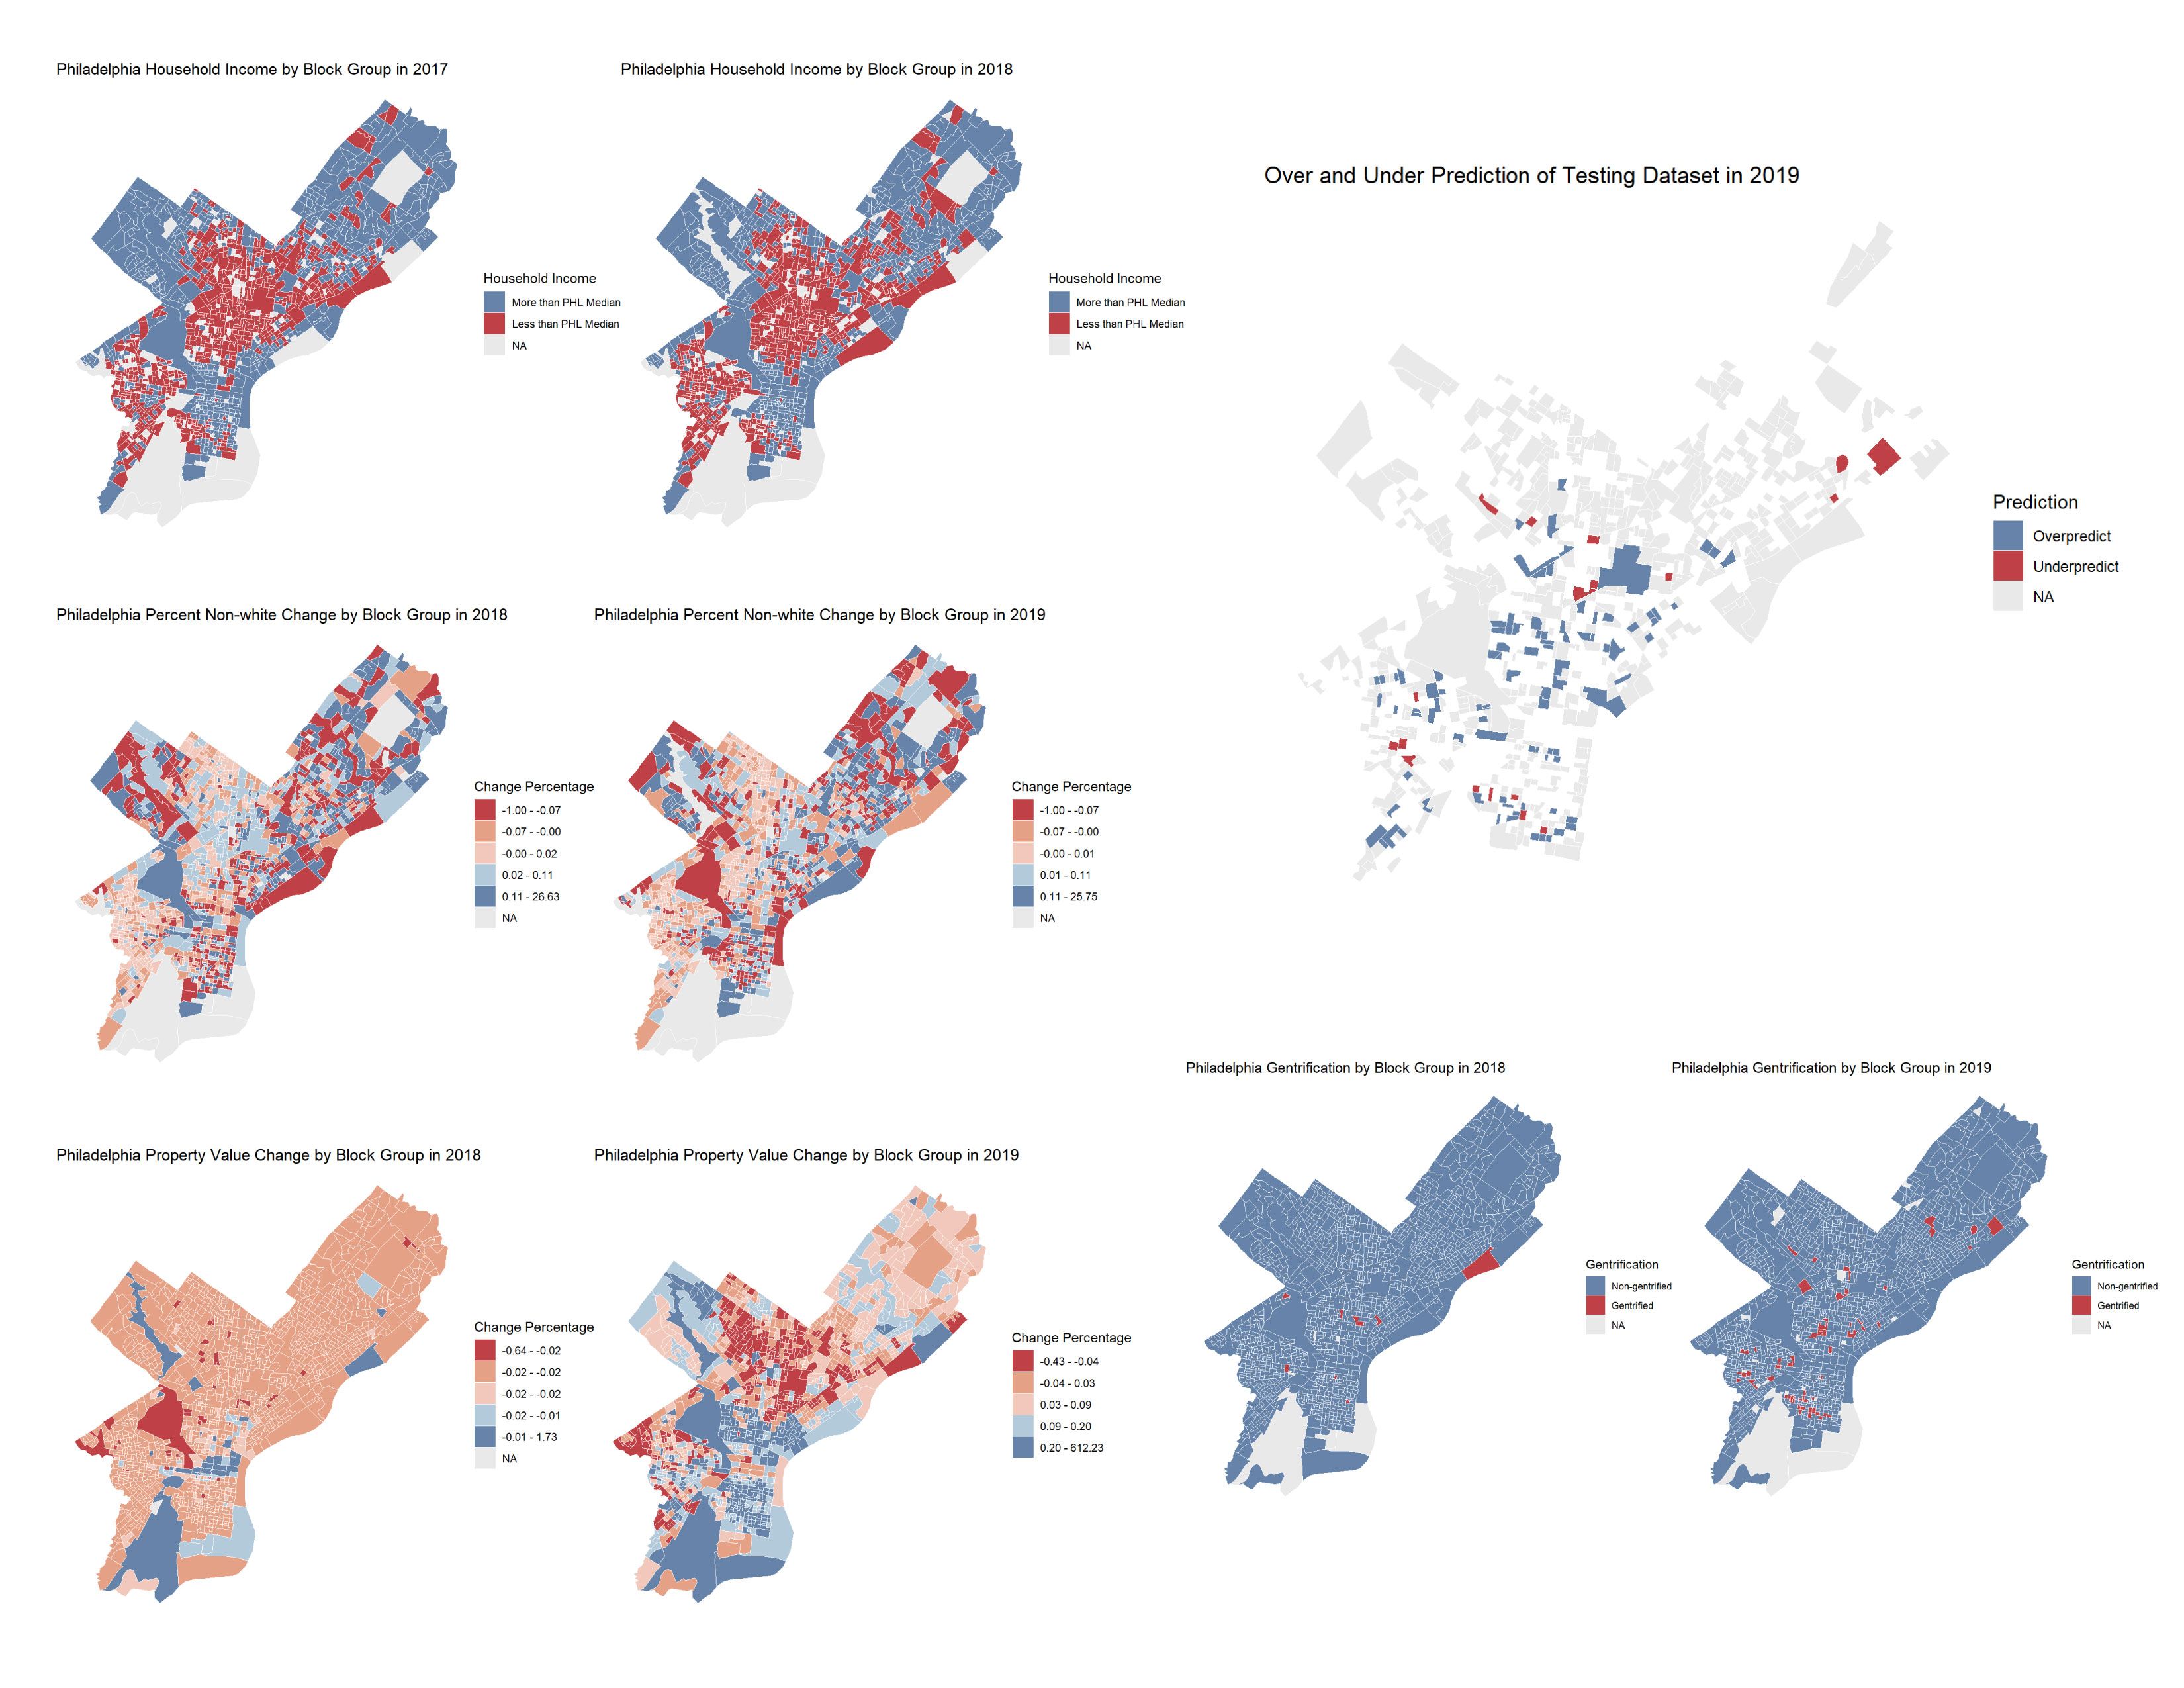 Philadelphia Household Income by Block Group in 2017
Household Income
More than PHL Median
Less than PHL Median
NA
Philadelphia Household Income by Block Group in 2018
Household Income
More than PHL Median
Less than PHL Median
NA
Over and Under Prediction of Testing Dataset in 2019
Prediction
Overpredict
Underpredict
NA
Philadelphia Percent Non-white Change by Block Group in 2018
Change Percentage
-1.00 - -0.07
-0.07 - -0.00
-0.00 - 0.02
0.02 - 0.11
0.11 - 26.63
NA
Philadelphia Percent Non-white Change by Block Group in 2019
Change Percentage
-1.00 - -0.07
-0.07 - -0.00
-0.00 - 0.01
0.01 - 0.11
0.11 - 25.75
NA
Philadelphia Property Value Change by Block Group in 2018
Change Percentage
-0.64 - -0.02
-0.02 - -0.02
-0.02 - -0.02
-0.02 - -0.01
-0.01 - 1.73
NA
Philadelphia Property Value Change by Block Group in 2019
Change Percentage
-0.43 - -0.04
-0.04 - 0.03
0.03 - 0.09
0.09 - 0.20
0.20 - 612.23
Philadelphia Gentrification by Block Group in 2018
Gentrification
Non-gentrified
Gentrified
NA
Philadelphia Gentrification by Block Group in 2019
Gentrification
Non-gentrified
Gentrified
NA